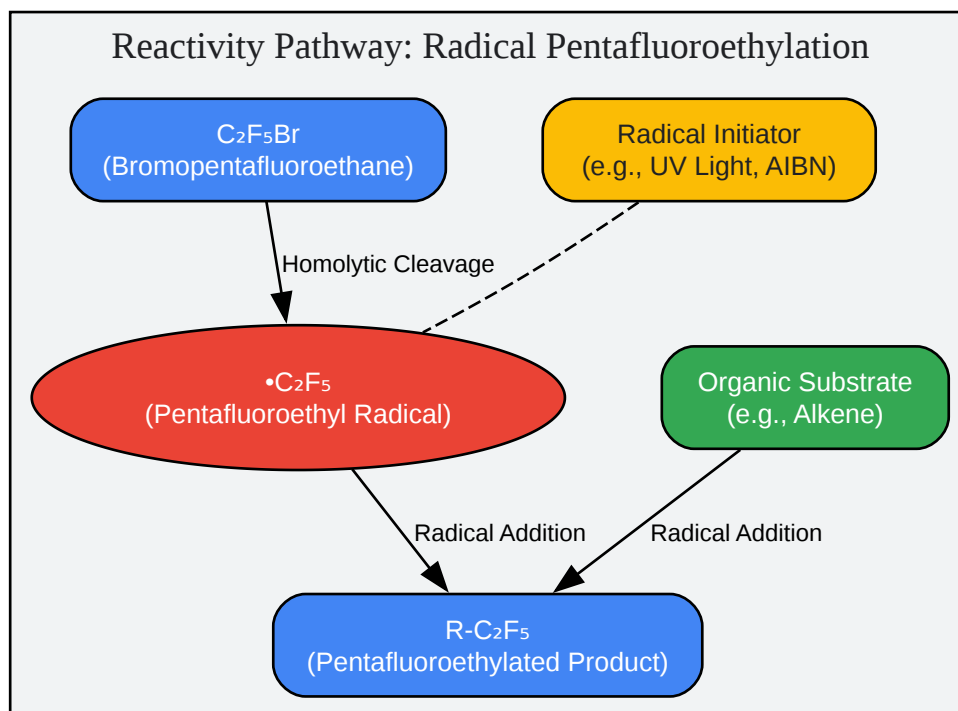 Reactivity Pathway: Radical Pentafluoroethylation
C₂F₅Br
(Bromopentafluoroethane)
Radical Initiator
(e.g., UV Light, AIBN)
Homolytic Cleavage
•C₂F₅
(Pentafluoroethyl Radical)
Organic Substrate
(e.g., Alkene)
Radical Addition
Radical Addition
R-C₂F₅
(Pentafluoroethylated Product)